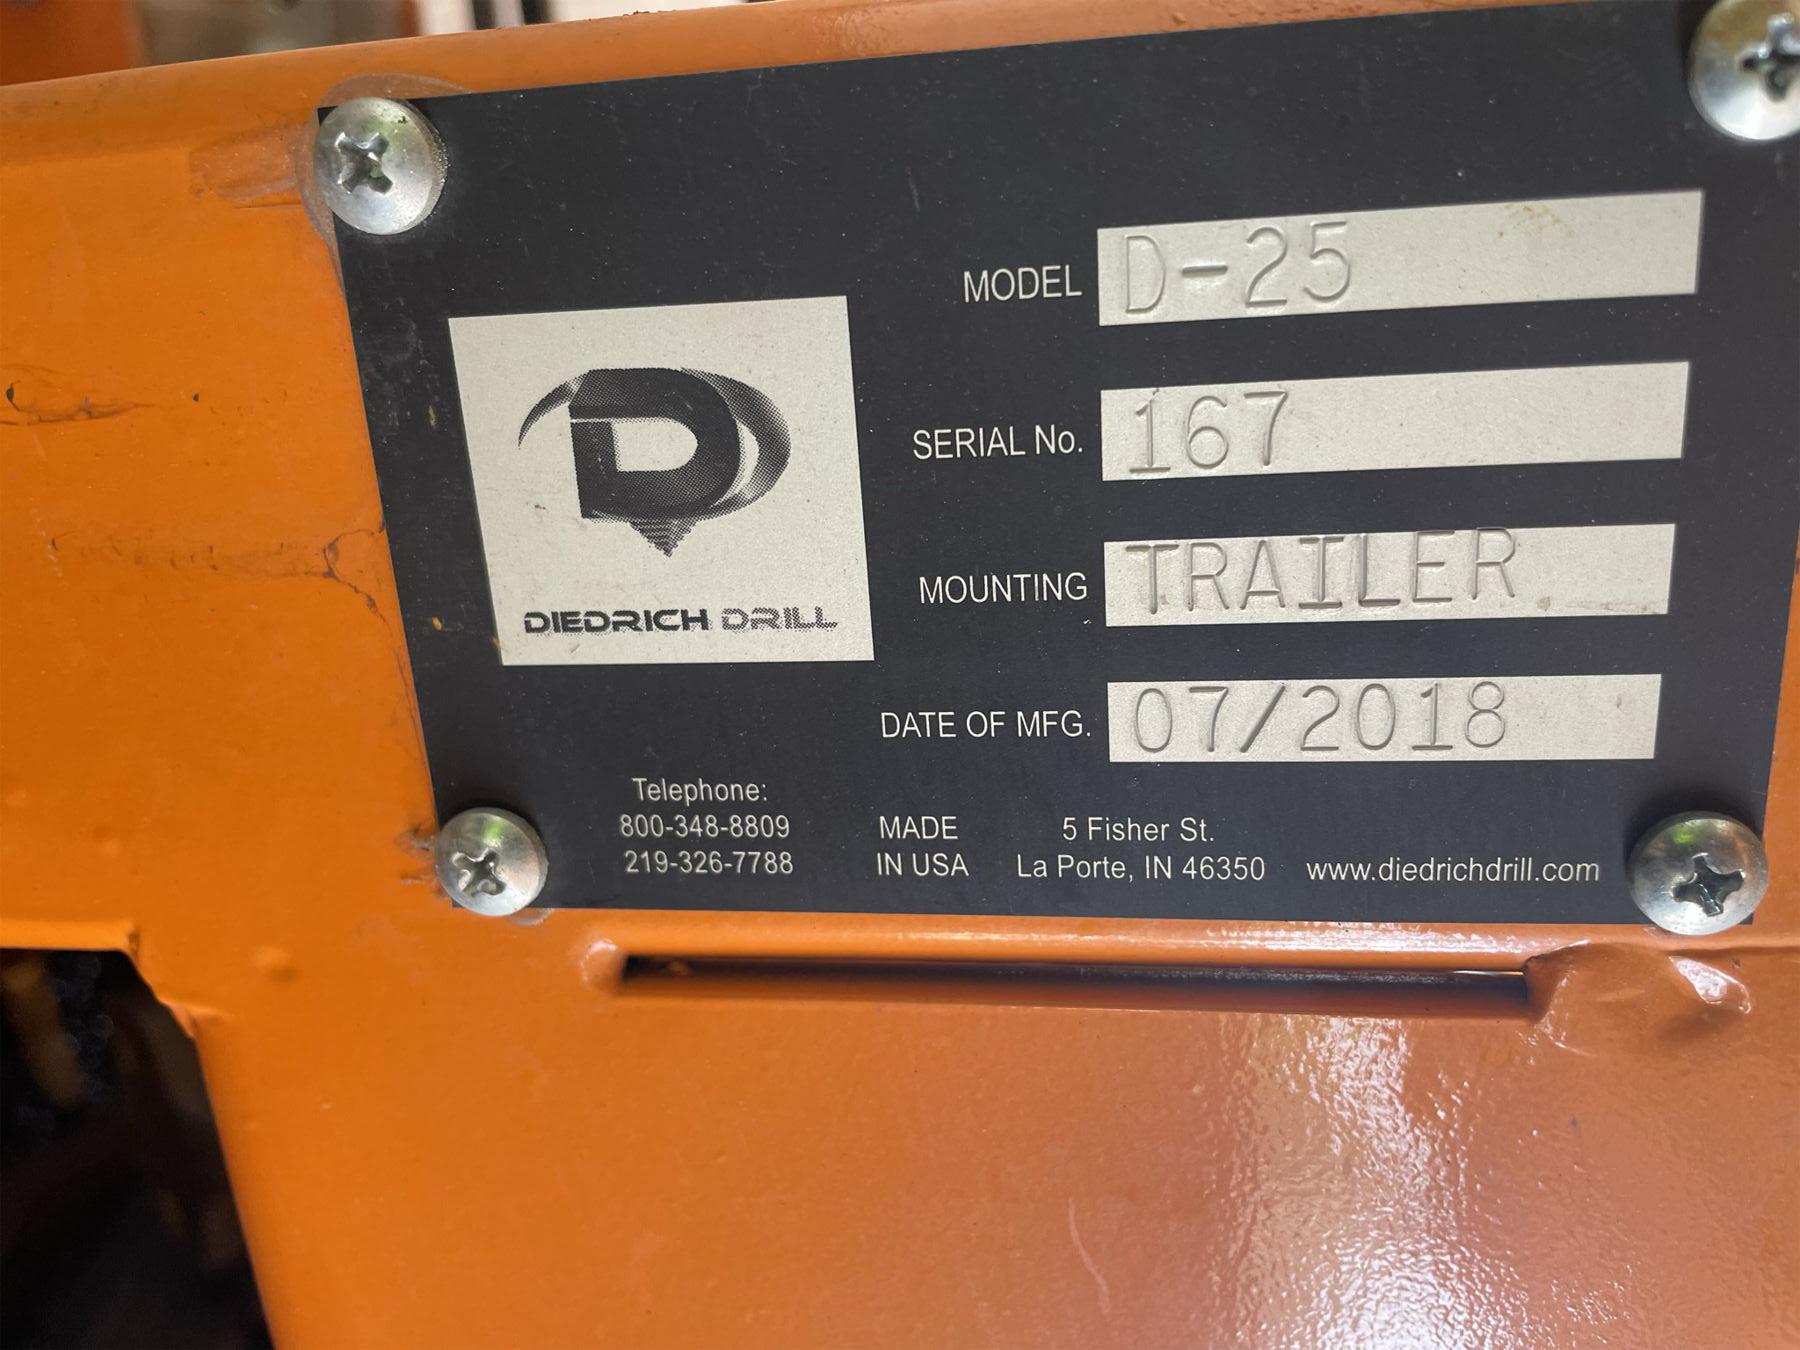 MODEL D-25
SERIAL No. 167
MOUNTING TRAILER
DATE OF MFG. 07/2018
D
DIEDRICH DRILL
Telephone:
800-348-8809
219-326-7788
MADE
IN USA
5 Fisher St.
La Porte, IN 46350
www.diedrichdrill.com